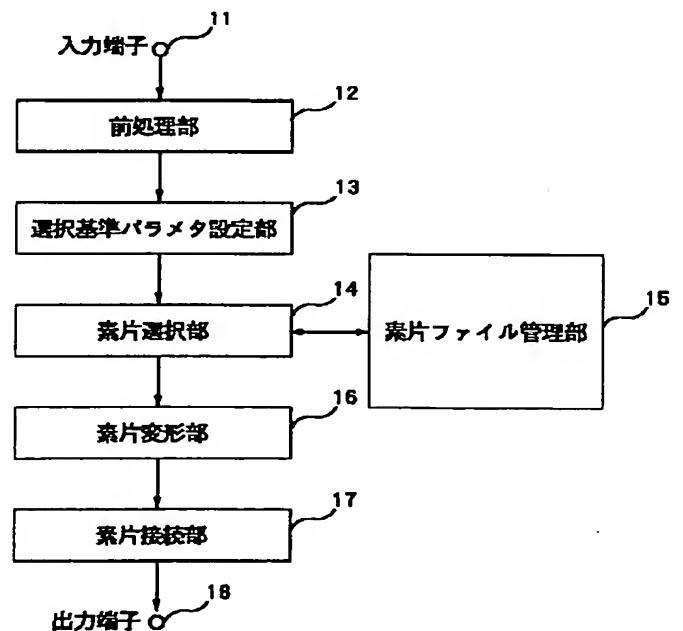 入力端子 11
前処理部 12
選択基準パラメタ設定部 13
素片選択部 14
素片ファイル管理部 15
素片変形部 16
素片接続部 17
出力端子 18